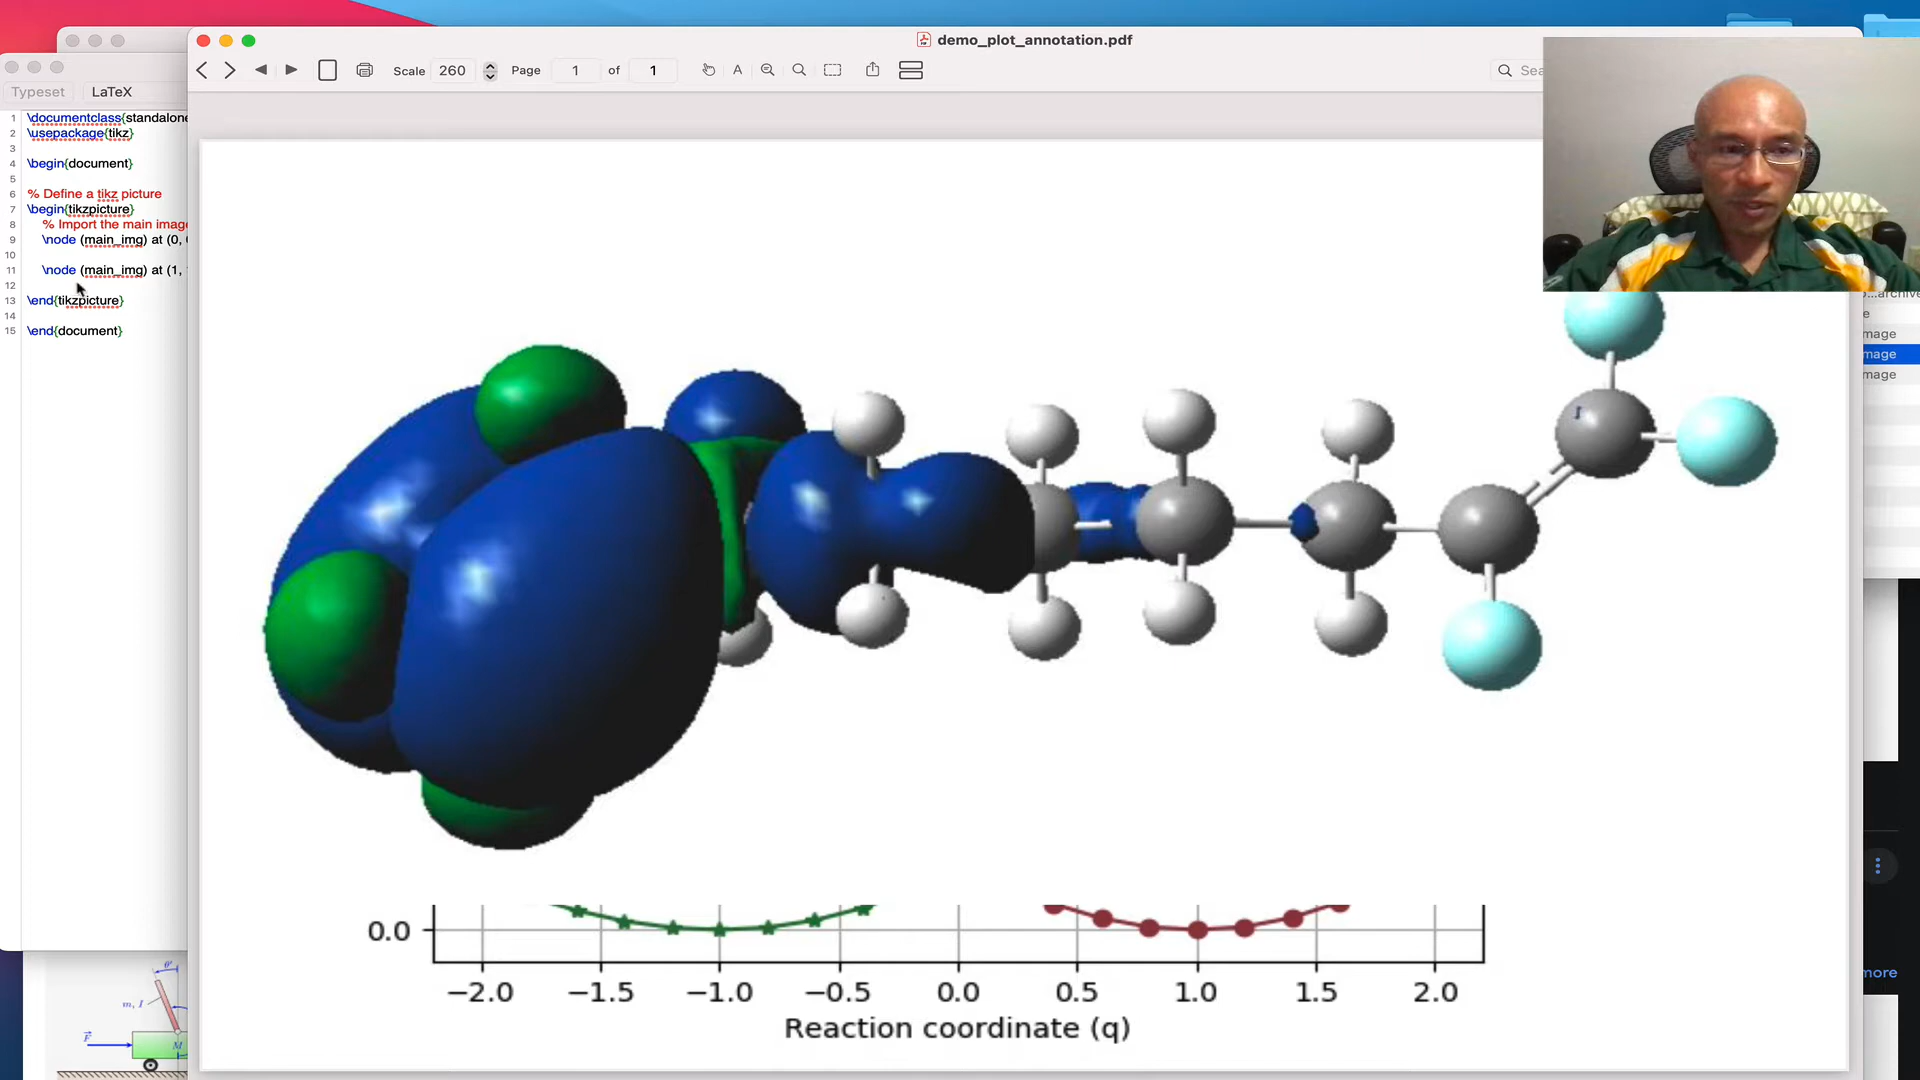 demo_plot_annotation.pdf
Scale 260 Page 1 of 1
A
Sea
Typeset LaTeX
1 \documentclass{standalone
2 \usepackage{tikz}
3
4 \begin{document}
5
6 % Define a tikz picture
7 \begin{tikzpicture}
8 % Import the main image
9 \node (main_img) at (0,
10
11 \node (main_img) at (1,
12
13 \end{tikzpicture}
14
15 \end{document}
mage
mage
mage
0.0
−2.0 −1.5 −1.0 −0.5 0.0 0.5 1.0 1.5 2.0
Reaction coordinate (q)
more
m, I
F
M